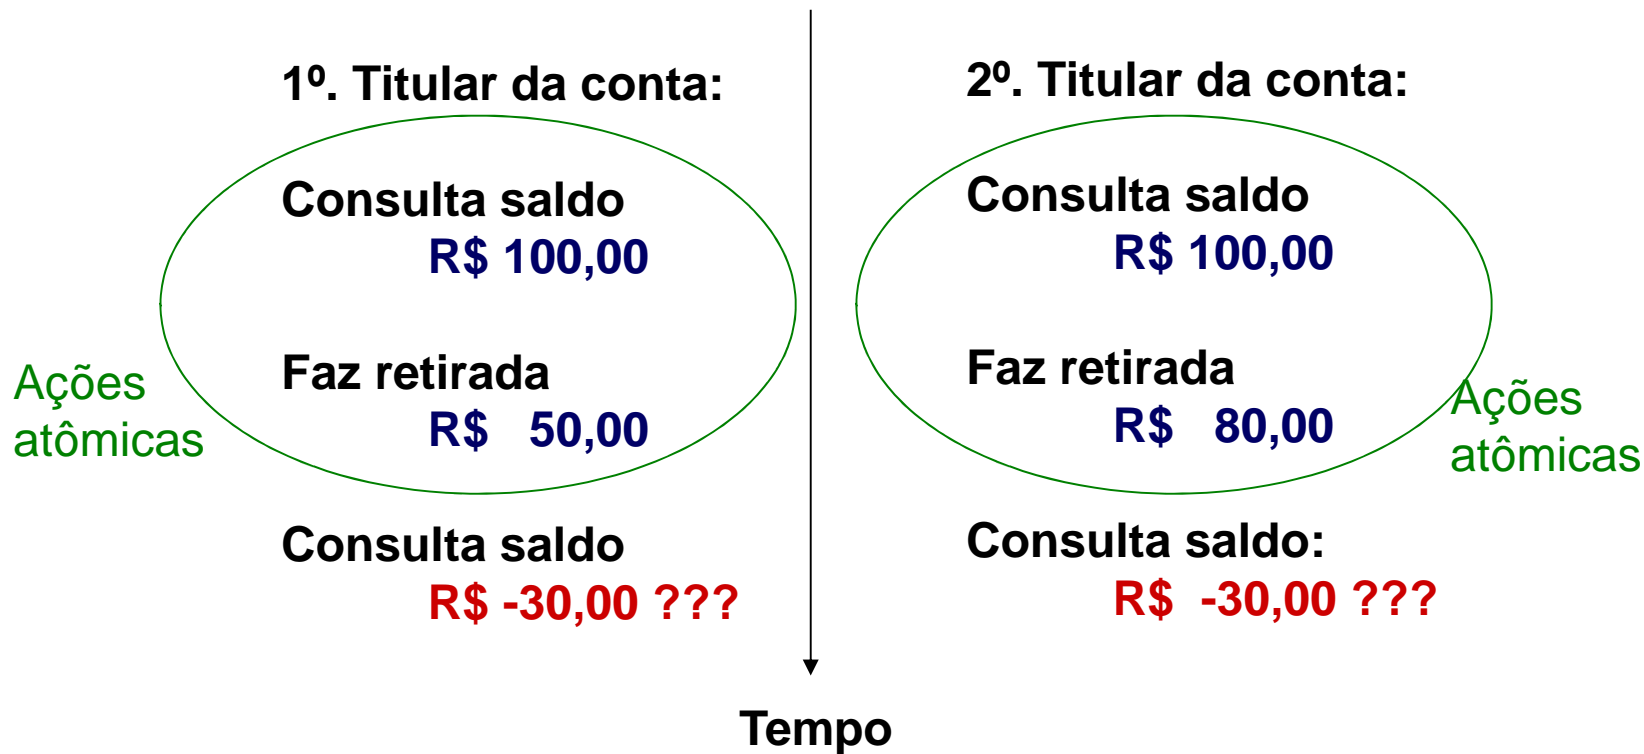 1º. Titular da conta:
Consulta saldo
R$ 100,00
Faz retirada
R$ 50,00
Ações
atômicas
Consulta saldo
R$ -30,00 ???
2º. Titular da conta:
Consulta saldo
R$ 100,00
Faz retirada
R$ 80,00
Ações
atômicas
Consulta saldo:
R$ -30,00 ???
Tempo